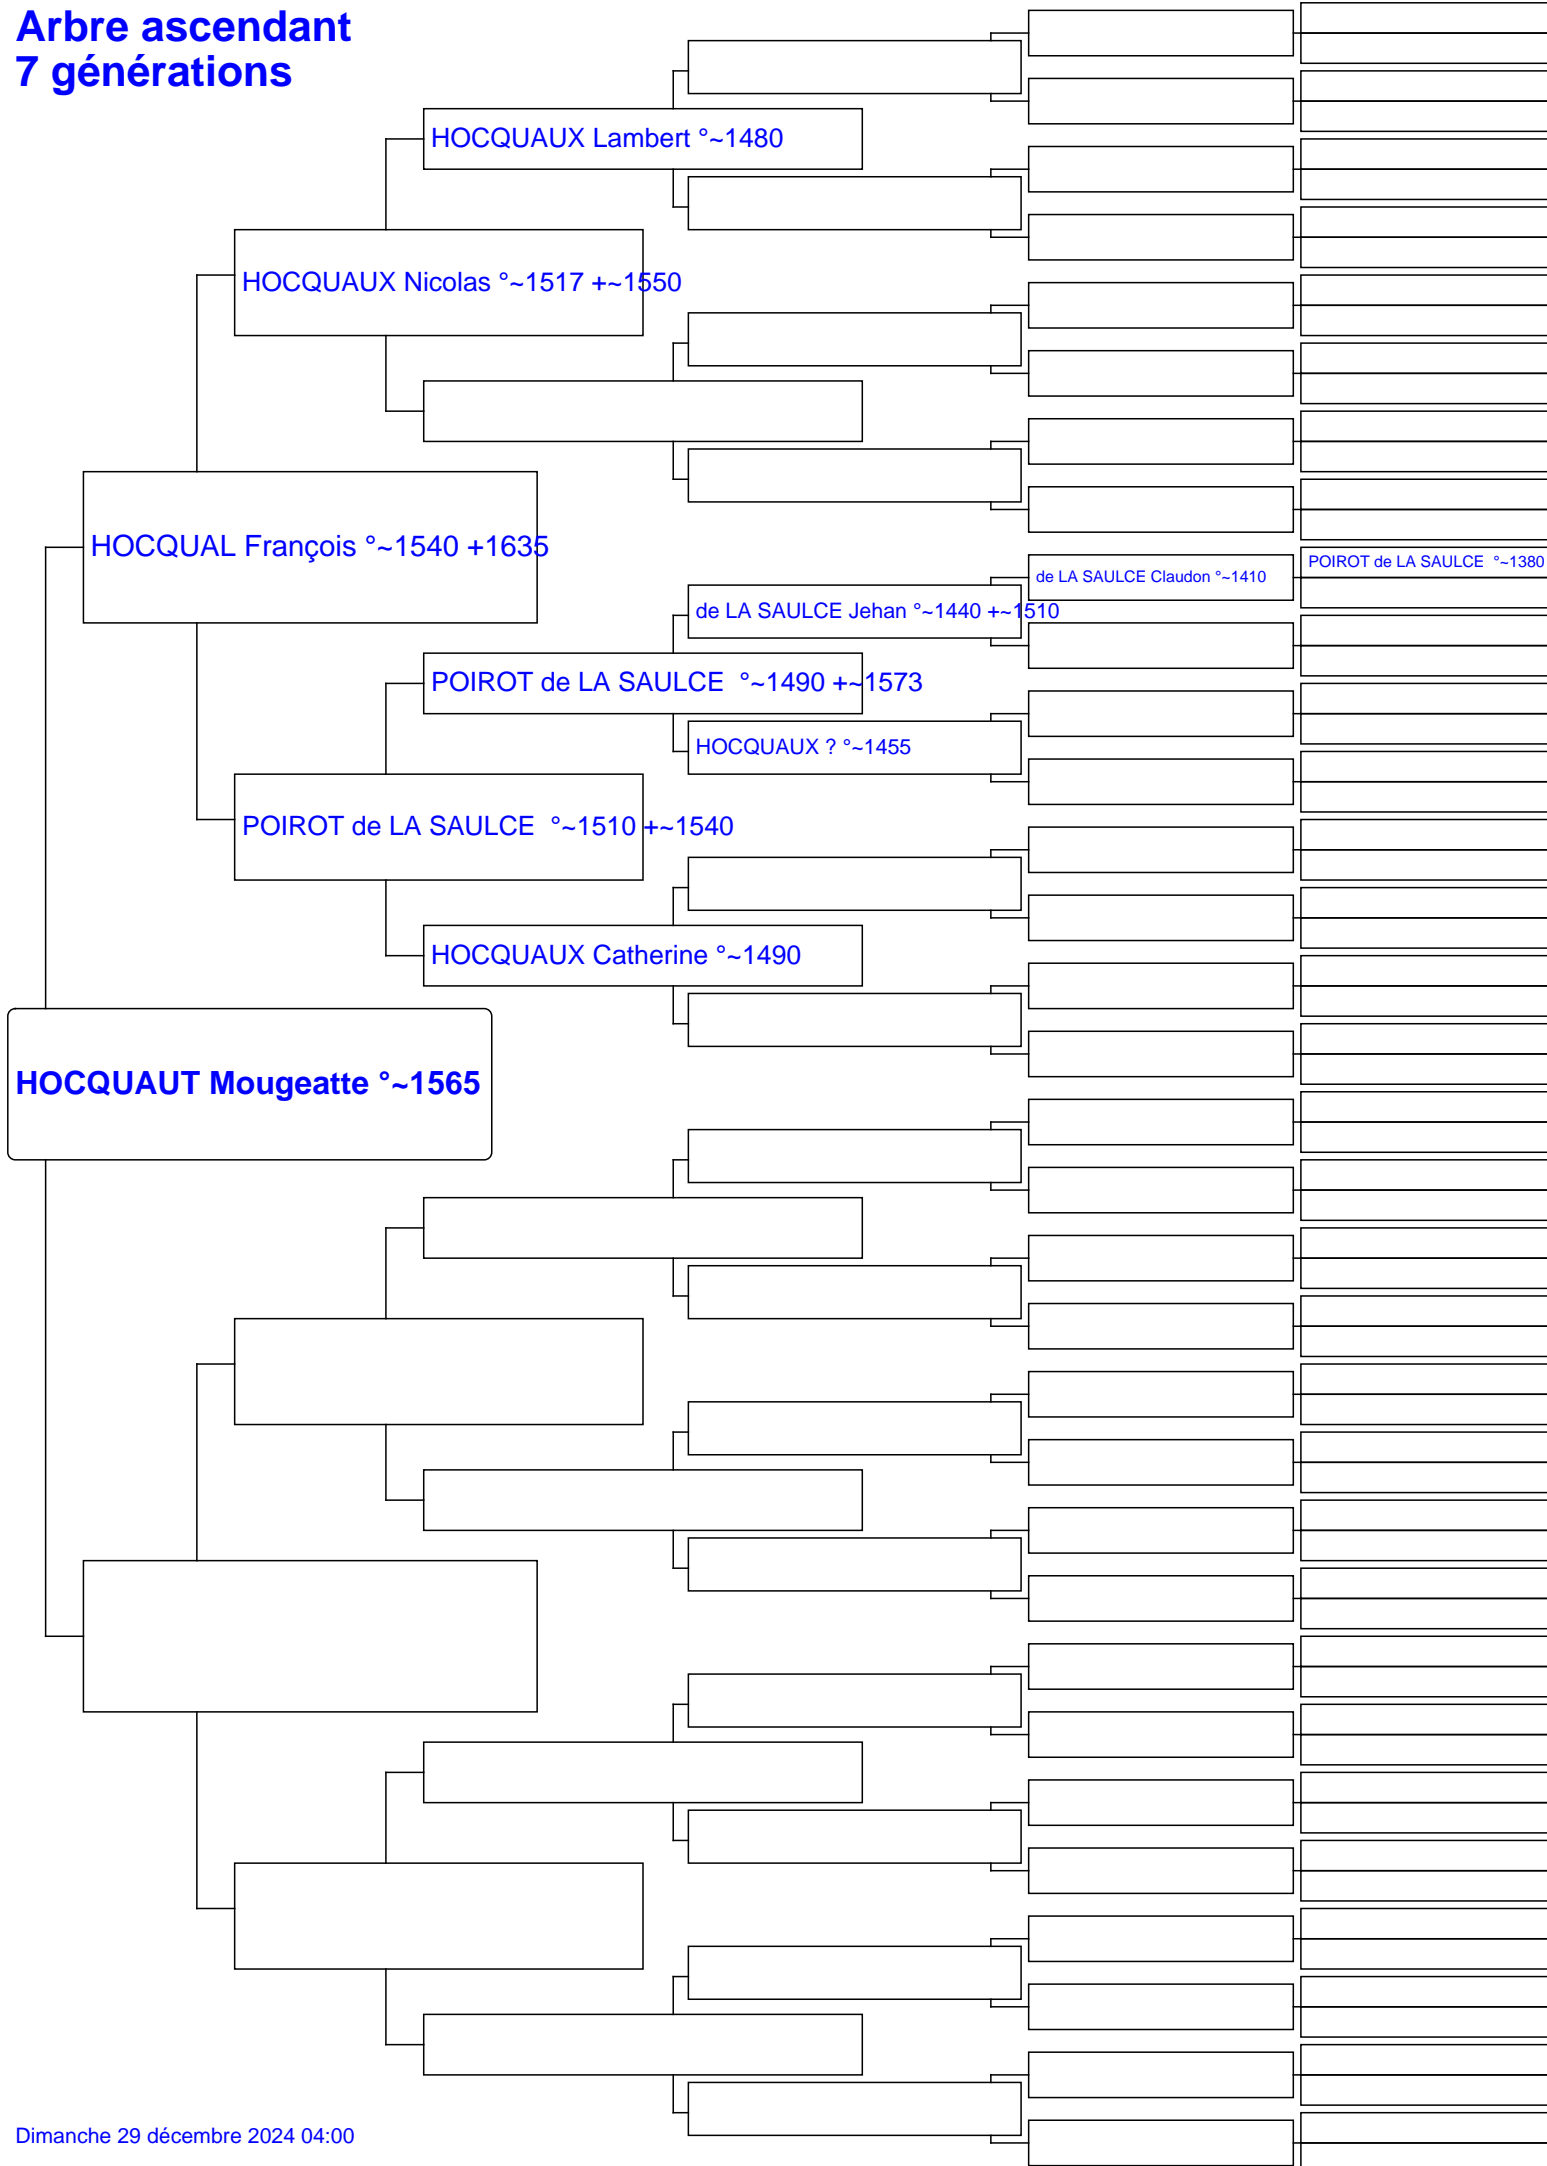 Arbre ascendant
7 générations
HOCQUAUX Lambert °~1480
HOCQUAUX Nicolas °~1517 +~1550
HOCQUAL François °~1540 +1635
POIROT de LA SAULCE °~1380
de LA SAULCE Claudon °~1410
de LA SAULCE Jehan °~1440 +~1510
POIROT de LA SAULCE °~1490 +~1573
HOCQUAUX ? °~1455
POIROT de LA SAULCE °~1510 +~1540
HOCQUAUX Catherine °~1490
HOCQUAUT Mougeatte °~1565
Dimanche 29 décembre 2024 04:00